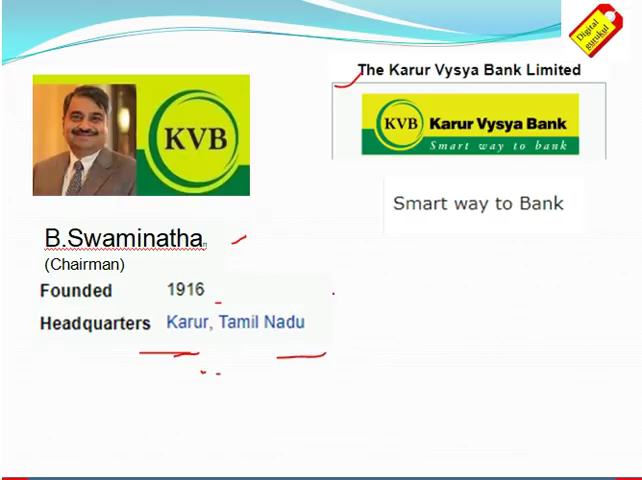 Digital
gurukul
The Karur Vysya Bank Limited
KVB
KVB Karur Vysya Bank
Smart way to bank
Smart way to Bank
B.Swaminatha
(Chairman)
Founded 1916
Headquarters Karur, Tamil Nadu